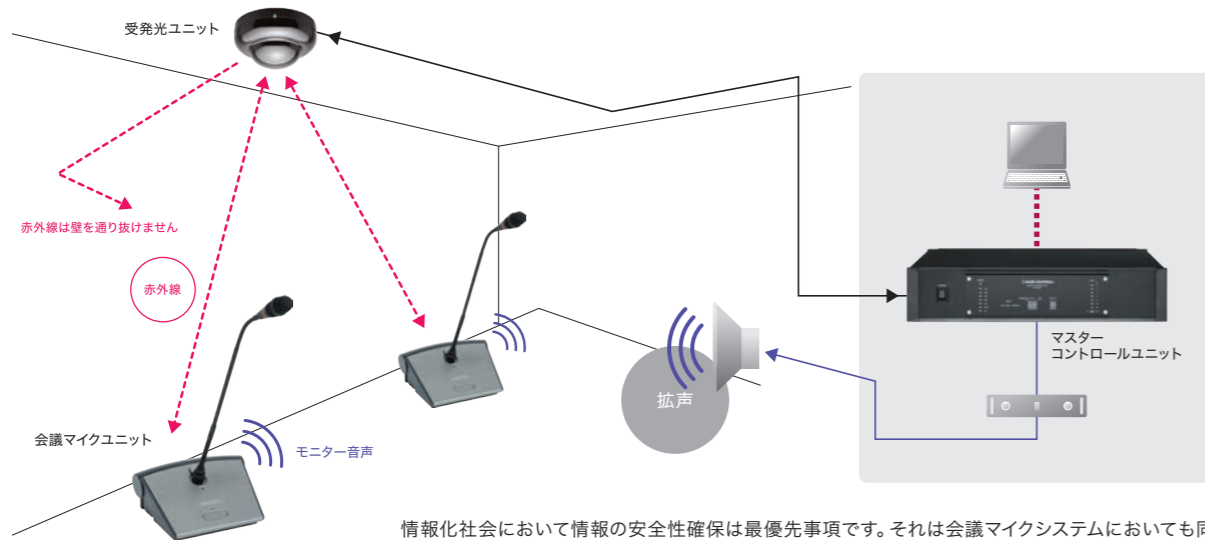 受発光ユニット
赤外線は壁を通り抜けません
赤外線
マスター
コントロールユニット
拡声
会議マイクユニット
モニター音声
情報化社会において情報の安全性確保は最優先事項です。それは会議マイクシステムにおいても同